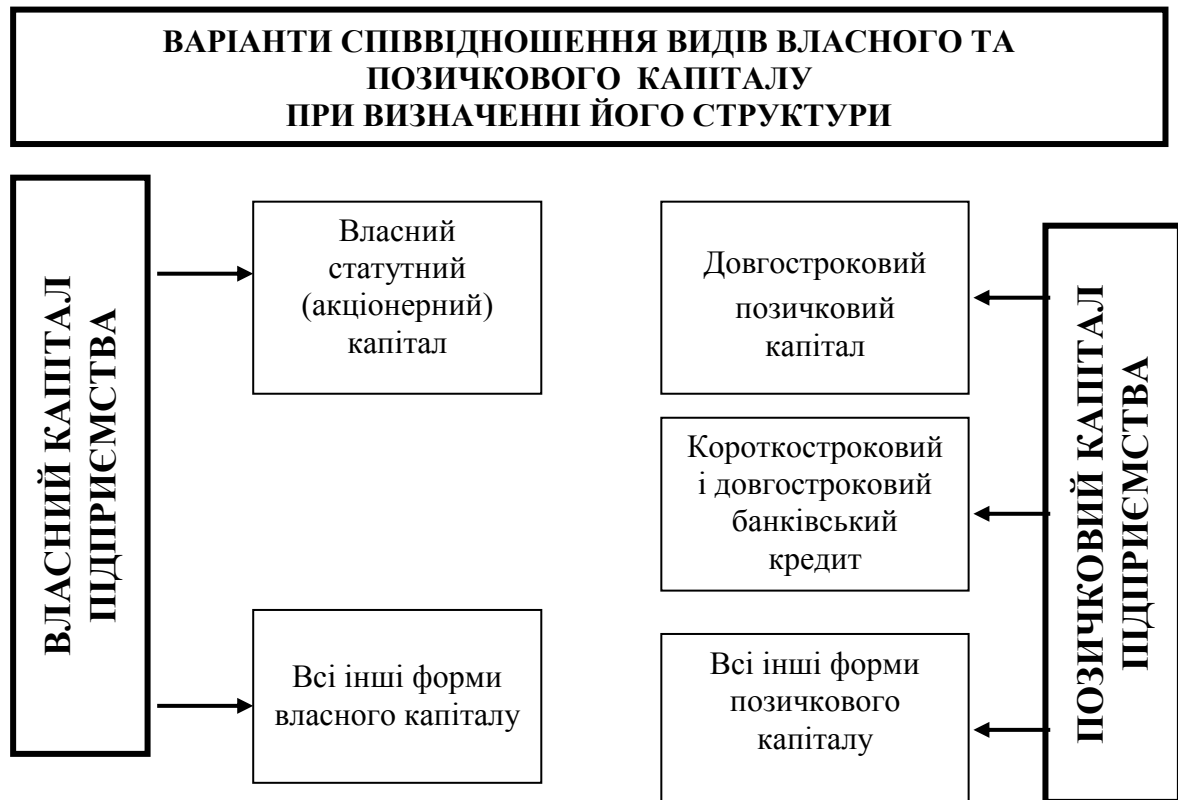 ВАРІАНТИ СПІВВІДНОШЕННЯ ВИДІВ ВЛАСНОГО ТА
ПОЗИЧКОВОГО КАПІТАЛУ
ПРИ ВИЗНАЧЕННІ ЙОГО СТРУКТУРИ
ВЛАСНИЙ КАПІТАЛ
ПІДПРИЄМСТВА
Власний
статутний
(акціонерний)
капітал
Всі інші форми
власного капіталу
Довгостроковий
позичковий
капітал
Короткостроковий
і довгостроковий
банківський
кредит
Всі інші форми
позичкового
капіталу
ПОЗИЧКОВИЙ КАПІТАЛ
ПІДПРИЄМСТВА